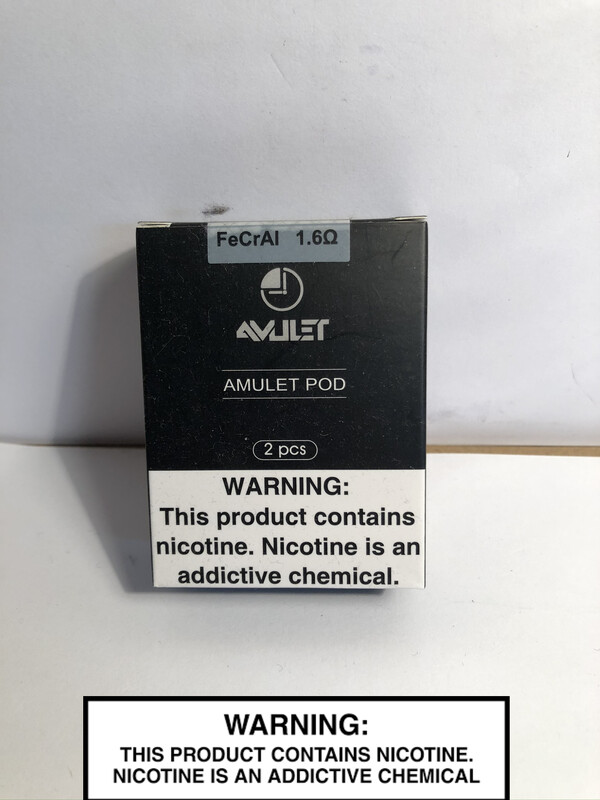 FeCrAl 1.6Ω
AMULET
AMULET POD
2 pcs
WARNING:
This product contains
nicotine. Nicotine is an
addictive chemical.
WARNING:
THIS PRODUCT CONTAINS NICOTINE.
NICOTINE IS AN ADDICTIVE CHEMICAL